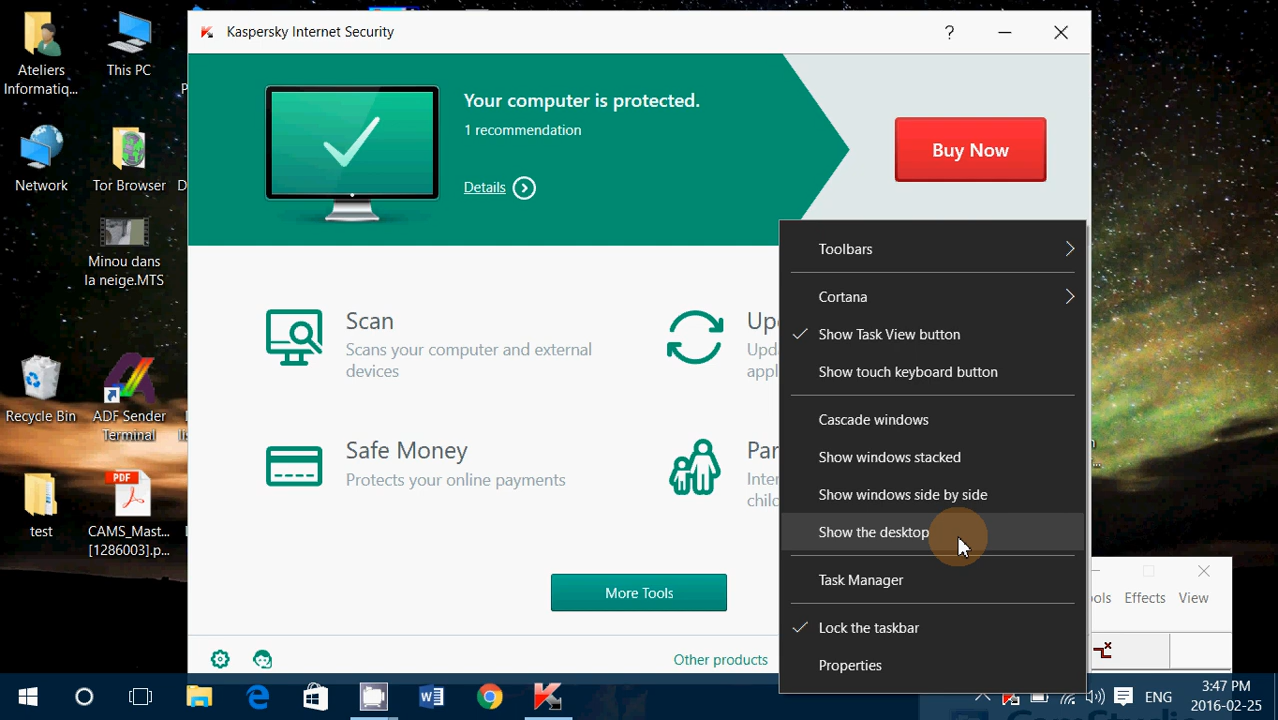 Ateliers
Informatiq...
This PC
Network
Tor Browser
Minou dans
la neige.MTS
Recycle Bin
ADF Sender
Terminal
test
PDF
CAMS_Mast...
[1286003].p...
Kaspersky Internet Security
?
Your computer is protected.
1 recommendation
Details
Buy Now
Scan
Scans your computer and external
devices
Safe Money
Protects your online payments
More Tools
Other products
Toolbars
Cortana
Show Task View button
Show touch keyboard button
Cascade windows
Show windows stacked
Show windows side by side
Show the desktop
Task Manager
Lock the taskbar
Properties
Effects
View
ENG
3:47 PM
2016-02-25